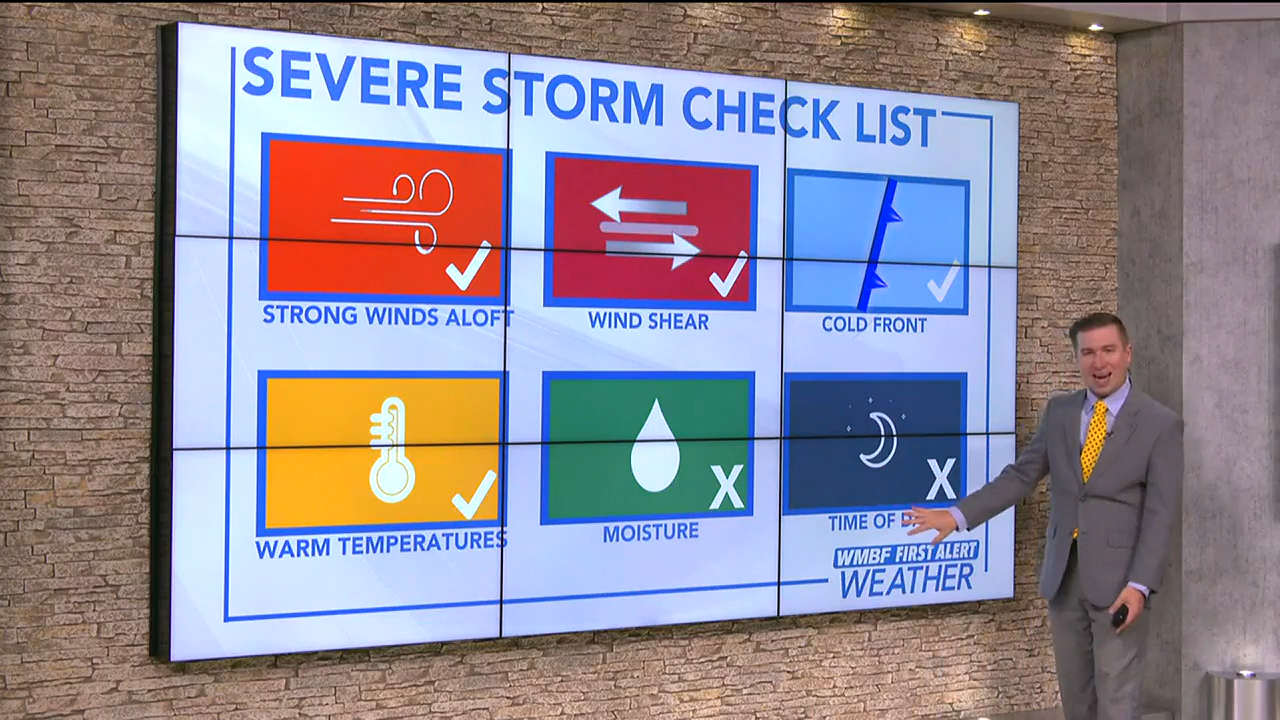 SEVERE STORM CHECK LIST
STRONG WINDS ALOFT
WIND SHEAR
COLD FRONT
WARM TEMPERATURES
MOISTURE
X
TIME OF
X
WMBF FIRST ALERT
WEATHER